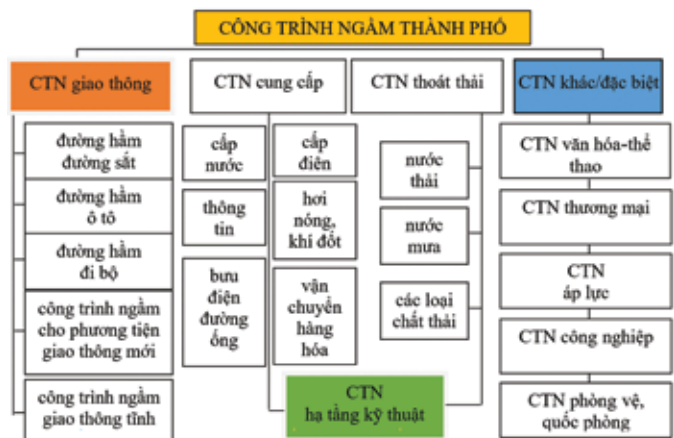 CÔNG TRÌNH NGẦM THÀNH PHỐ
CTN giao thông
CTN cung cấp
CTN thoát thải
CTN khác/đặc biệt
đường hầm
đường sắt
đường hầm
ô tô
đường hầm
đi bộ
công trình ngầm
cho phương tiện
giao thông mới
công trình ngầm
giao thông tĩnh
cấp
nước
thông
tin
bưu
điện
đường
ống
cấp
điên
hơi
nóng,
khí đốt
vận
chuyển
hàng
hóa
nước
thải
nước
mưa
các loại
chất thải
CTN
hạ tầng kỹ thuật
CTN văn hóa-thể
thao
CTN thương mại
CTN
áp lực
CTN công nghiệp
CTN phòng vệ,
quốc phòng